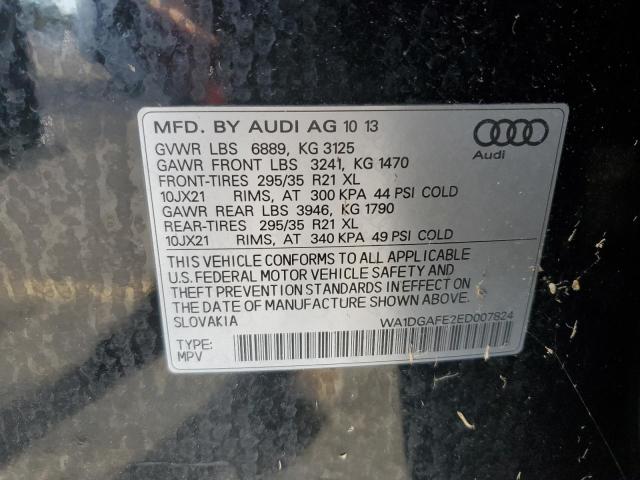 MFD. BY AUDI AG 10 13
GVWR LBS 6889, KG 3125
GAWR FRONT LBS 3241, KG 1470
FRONT-TIRES 295/35 R21 XL
10JX21 RIMS, AT 300 KPA 44 PSI COLD
GAWR REAR LBS 3946, KG 1790
REAR-TIRES 295/35 R21 XL
10JX21 RIMS, AT 340 KPA 49 PSI COLD
Audi
THIS VEHICLE CONFORMS TO ALL APPLICABLE
U.S. FEDERAL MOTOR VEHICLE SAFETY AND
THEFT PREVENTION STANDARDS IN EFFECT ON
THE DATE OF MANUFACTURE SHOWN ABOVE.
SLOVAKIA
WA1DGAFE2ED007824
TYPE:
MPV